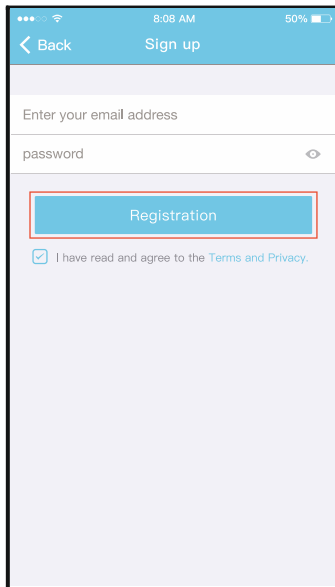 8:08 AM 50%
Back Sign up
Enter your email address
password
Registration
I have read and agree to the Terms and Privacy.